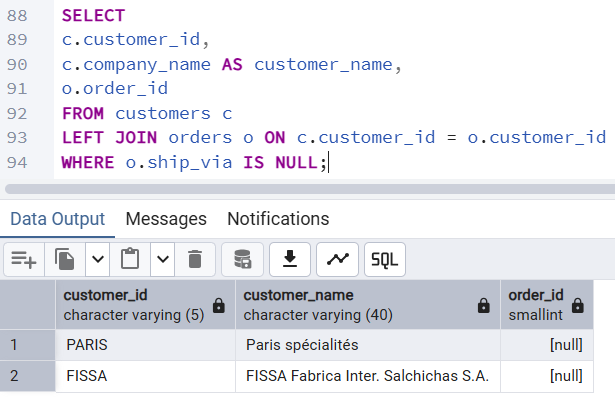 88 SELECT
89 c.customer_id,
90 c.company_name AS customer_name,
91 o.order_id
92 FROM customers c
93 LEFT JOIN orders o ON c.customer_id = o.customer_id
94 WHERE o.ship_via IS NULL;
Data Output Messages Notifications
SQL
customer_id customer_name order_id
character varying (5) character varying (40) smallint
1 PARIS Paris spécialités [null]
2 FISSA FISSA Fabrica Inter. Salchichas S.A. [null]